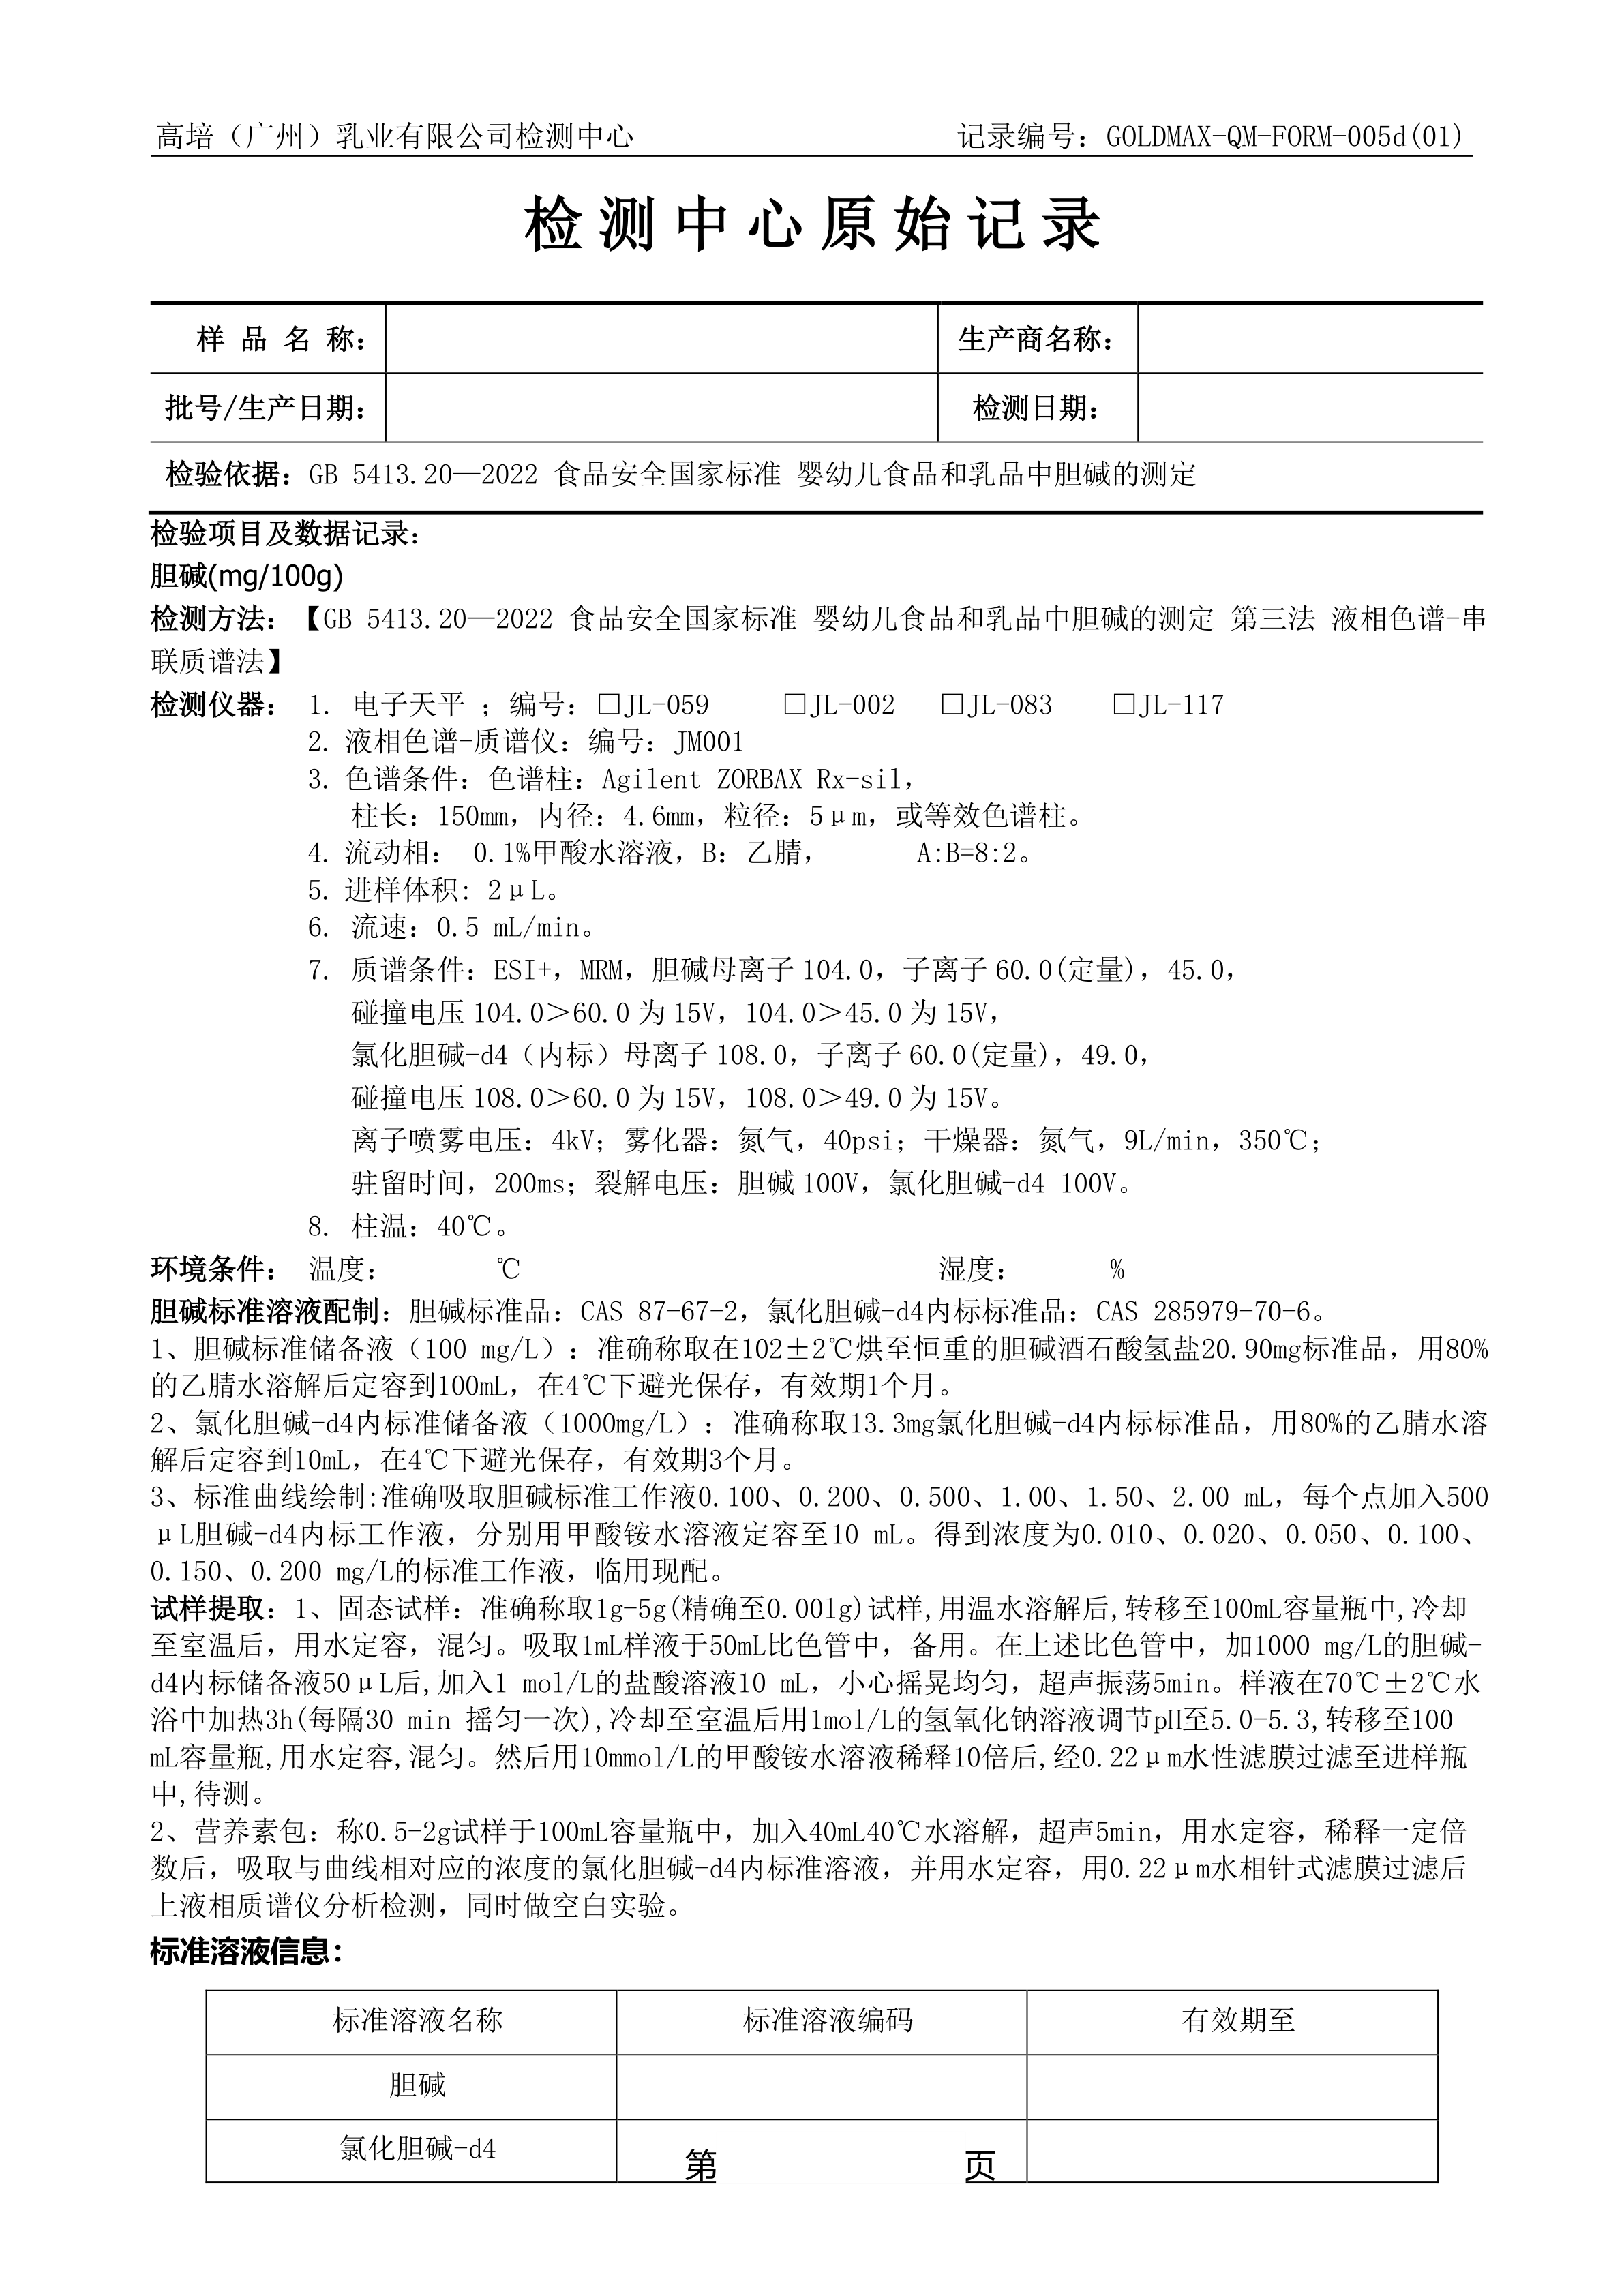 高培（广州）乳业有限公司检测中心 记录编号：GOLDMAX-QM-FORM-005d(01)
检测中心原始记录
样 品 名 称： 生产商名称：
批号/生产日期： 检测日期：
检验依据：GB 5413.20—2022 食品安全国家标准 婴幼儿食品和乳品中胆碱的测定
检验项目及数据记录：
胆碱(mg/100g)
检测方法：【GB 5413.20—2022 食品安全国家标准 婴幼儿食品和乳品中胆碱的测定 第三法 液相色谱-串
联质谱法】
检测仪器： 1. 电子天平 ；编号：□JL-059 □JL-002 □JL-083 □JL-117
2. 液相色谱-质谱仪：编号：JM001
3. 色谱条件：色谱柱：Agilent ZORBAX Rx-sil，
柱长：150mm，内径：4.6mm，粒径：5μm，或等效色谱柱。
4. 流动相： 0.1%甲酸水溶液，B：乙腈， A:B=8:2。
5. 进样体积: 2μL。
6. 流速：0.5 mL/min。
7. 质谱条件：ESI+，MRM，胆碱母离子 104.0，子离子 60.0(定量)，45.0，
碰撞电压 104.0＞60.0 为 15V，104.0＞45.0 为 15V，
氯化胆碱-d4（内标）母离子 108.0，子离子 60.0(定量)，49.0，
碰撞电压 108.0＞60.0 为 15V，108.0＞49.0 为 15V。
离子喷雾电压：4kV；雾化器：氮气，40psi；干燥器：氮气，9L/min，350℃；
驻留时间，200ms；裂解电压：胆碱 100V，氯化胆碱-d4 100V。
8. 柱温：40℃。
环境条件： 温度： ℃ 湿度： %
胆碱标准溶液配制：胆碱标准品：CAS 87-67-2，氯化胆碱-d4内标标准品：CAS 285979-70-6。
1、胆碱标准储备液（100 mg/L）：准确称取在102±2℃烘至恒重的胆碱酒石酸氢盐20.90mg标准品，用80%
的乙腈水溶解后定容到100mL，在4℃下避光保存，有效期1个月。
2、氯化胆碱-d4内标准储备液（1000mg/L）：准确称取13.3mg氯化胆碱-d4内标标准品，用80%的乙腈水溶
解后定容到10mL，在4℃下避光保存，有效期3个月。
3、标准曲线绘制:准确吸取胆碱标准工作液0.100、0.200、0.500、1.00、1.50、2.00 mL，每个点加入500
μL胆碱-d4内标工作液，分别用甲酸铵水溶液定容至10 mL。得到浓度为0.010、0.020、0.050、0.100、
0.150、0.200 mg/L的标准工作液，临用现配。
试样提取：1、固态试样：准确称取1g-5g(精确至0.00lg)试样,用温水溶解后,转移至100mL容量瓶中,冷却
至室温后，用水定容，混匀。吸取1mL样液于50mL比色管中，备用。在上述比色管中，加1000 mg/L的胆碱-
d4内标储备液50μL后,加入1 mol/L的盐酸溶液10 mL，小心摇晃均匀，超声振荡5min。样液在70℃±2℃水
浴中加热3h(每隔30 min 摇匀一次),冷却至室温后用1mol/L的氢氧化钠溶液调节pH至5.0-5.3,转移至100
mL容量瓶,用水定容,混匀。然后用10mmol/L的甲酸铵水溶液稀释10倍后,经0.22μm水性滤膜过滤至进样瓶
中,待测。
2、营养素包：称0.5-2g试样于100mL容量瓶中，加入40mL40℃水溶解，超声5min，用水定容，稀释一定倍
数后，吸取与曲线相对应的浓度的氯化胆碱-d4内标准溶液，并用水定容，用0.22μm水相针式滤膜过滤后
上液相质谱仪分析检测，同时做空白实验。
标准溶液信息：
标准溶液名称 标准溶液编码 有效期至
胆碱
氯化胆碱-d4
第 页